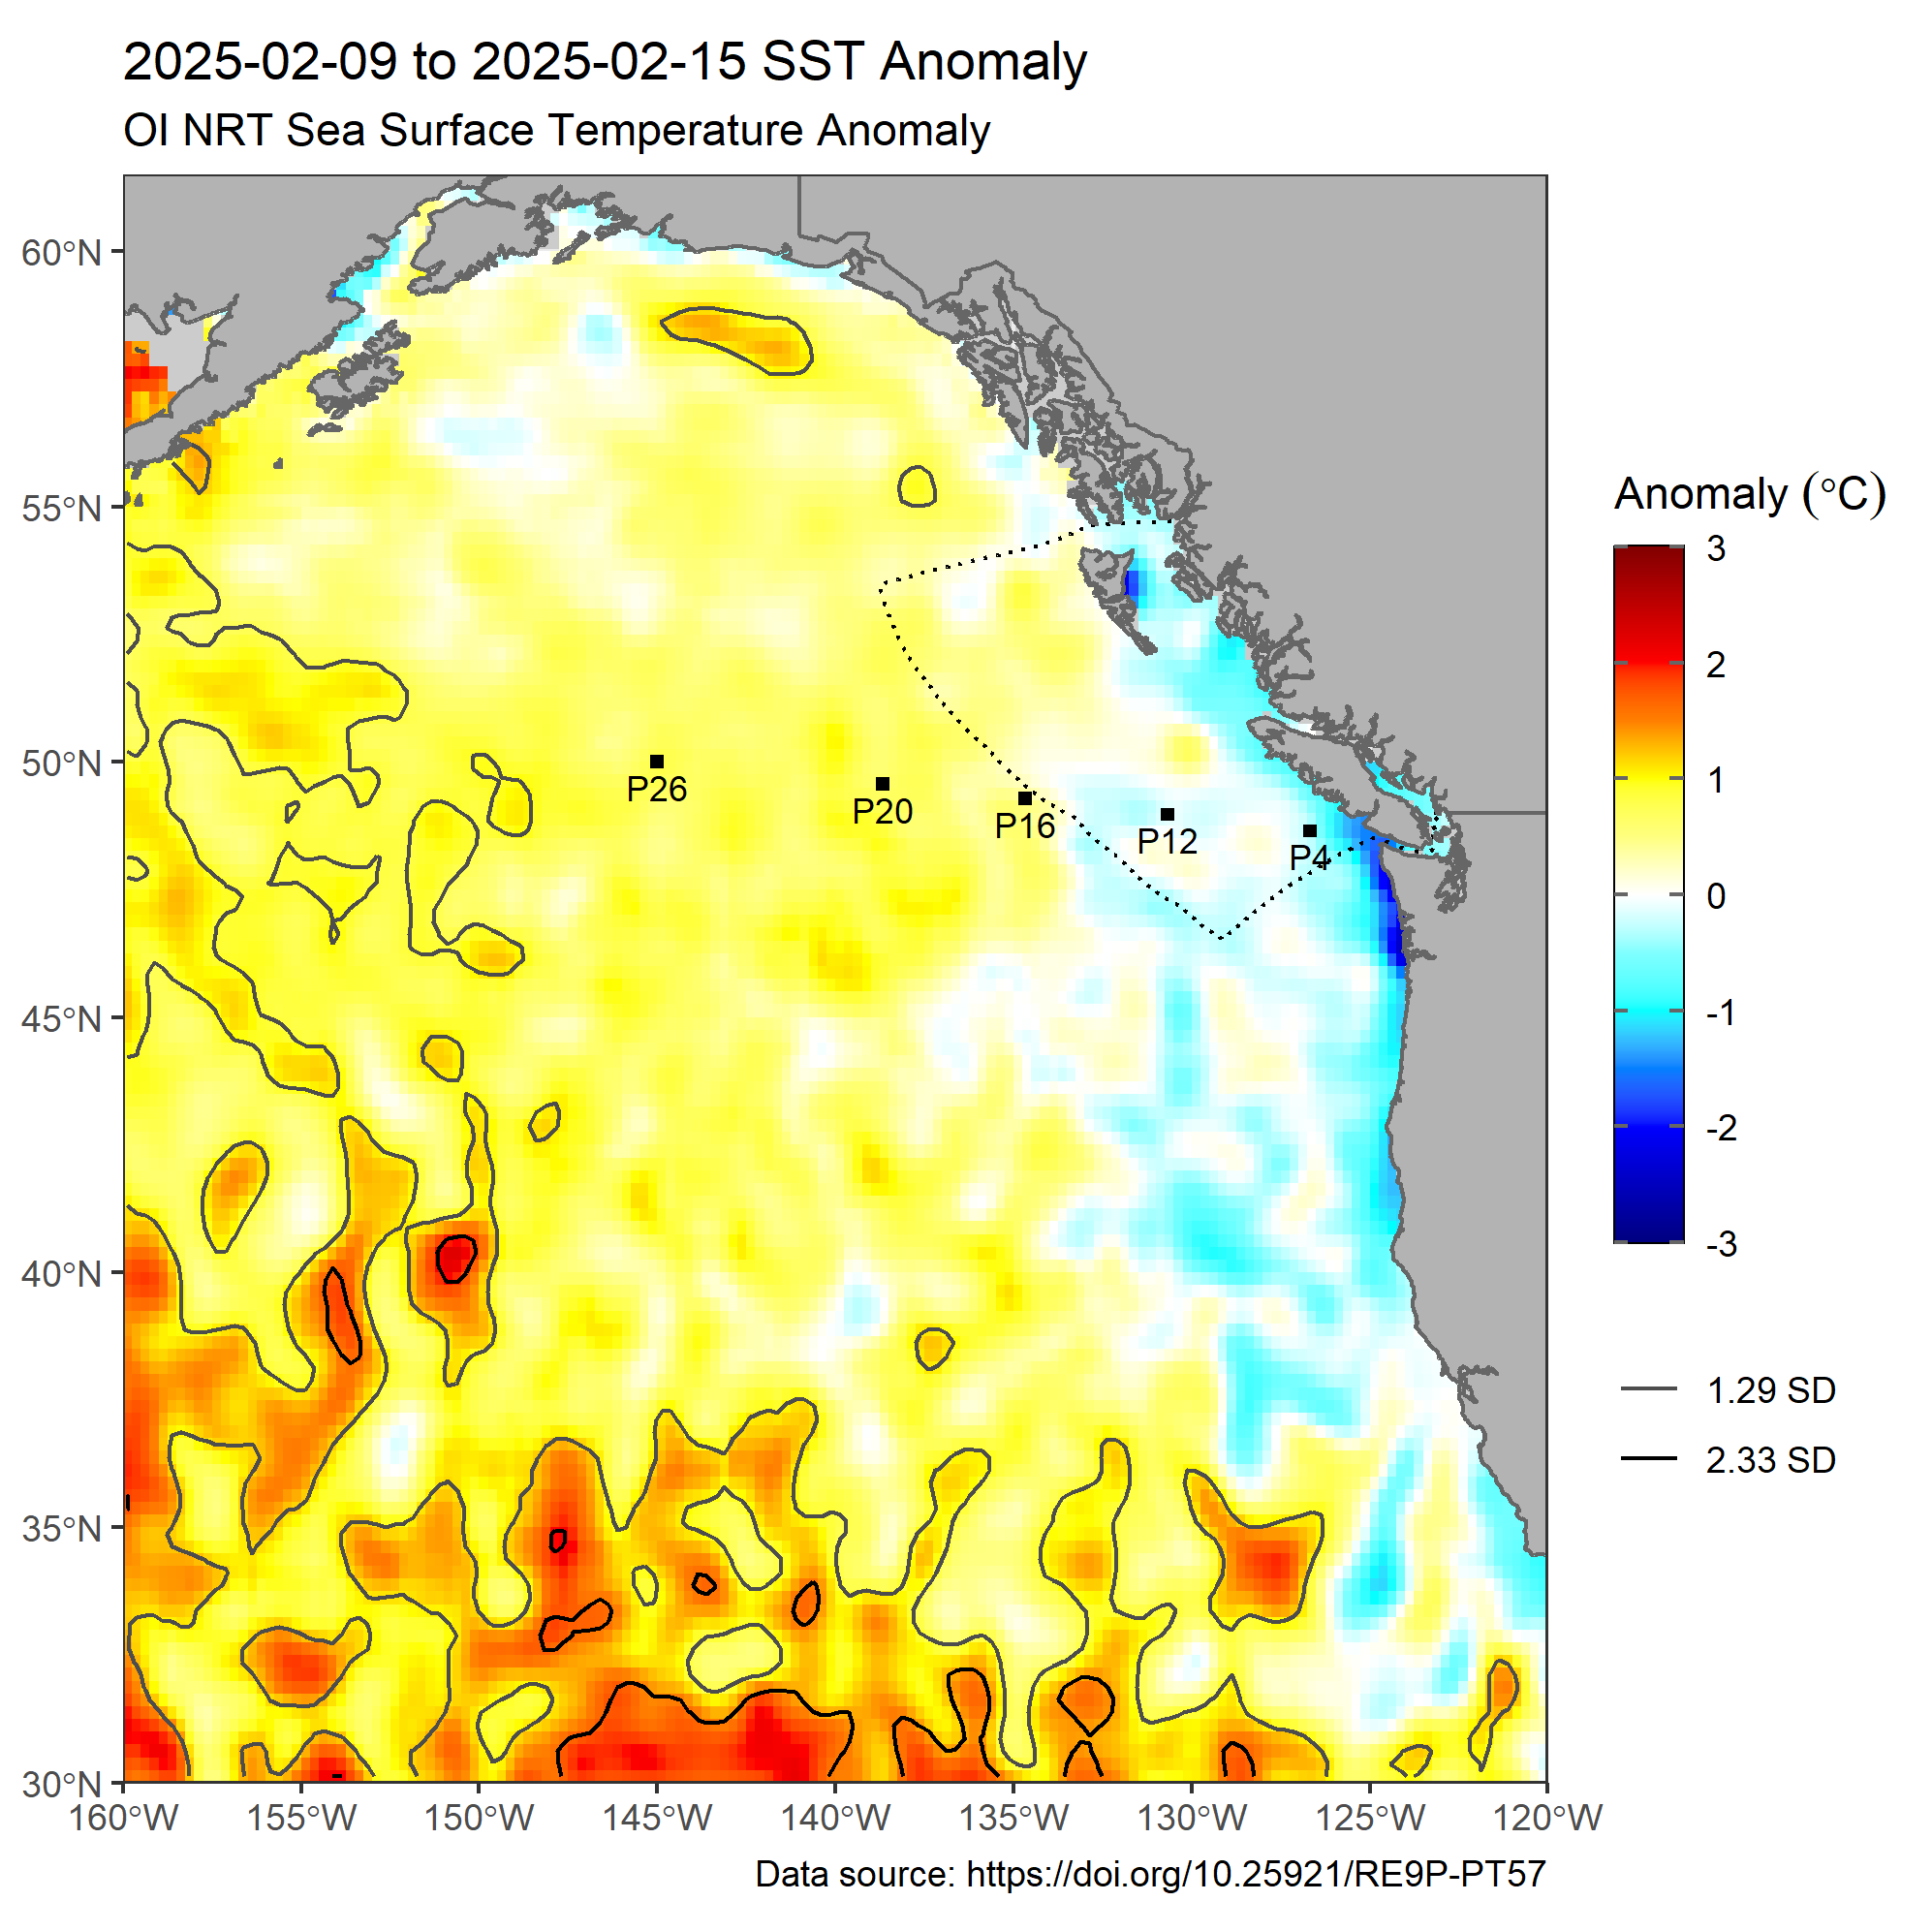 2025-02-09 to 2025-02-15 SST Anomaly
OI NRT Sea Surface Temperature Anomaly
60°N
55°N
50°N
45°N
40°N
35°N
30°N
P26
P20
P16
P12
P4
160°W
155°W
150°W
145°W
140°W
135°W
130°W
125°W
120°W
Anomaly (°C)
3
2
1
0
-1
-2
-3
1.29 SD
2.33 SD
Data source: https://doi.org/10.25921/RE9P-PT57